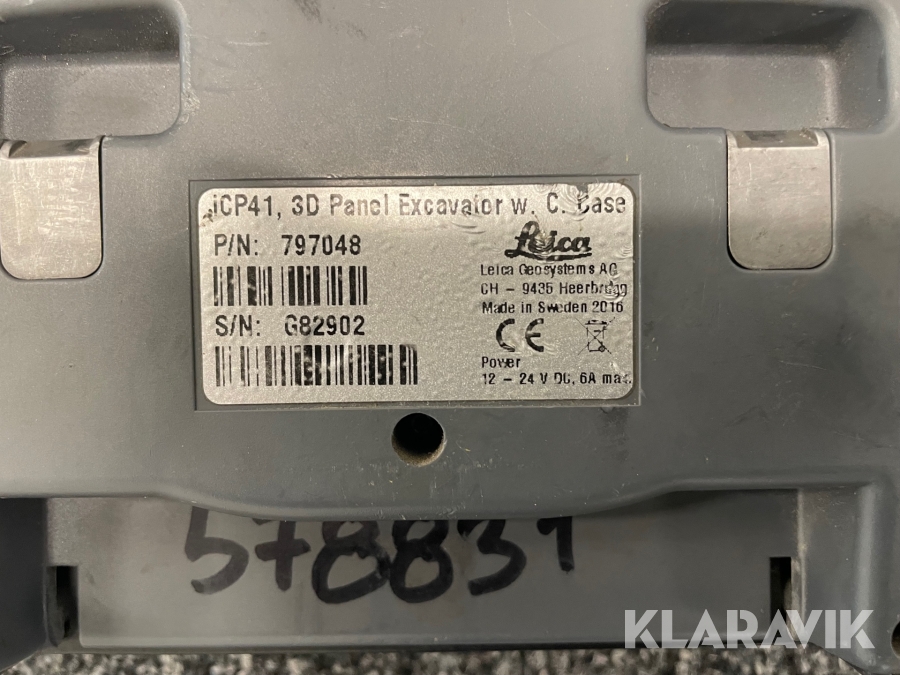 iCP41, 3D Panel Excavator w. C. Case
P/N: 797048
Leica
Leica Geosystems AG
CH - 9435 Heerbrugg
Made in Sweden 2016
S/N: G82902
CE
Power
12 - 24 V DC, 6A max.
578831
KLARAVIK